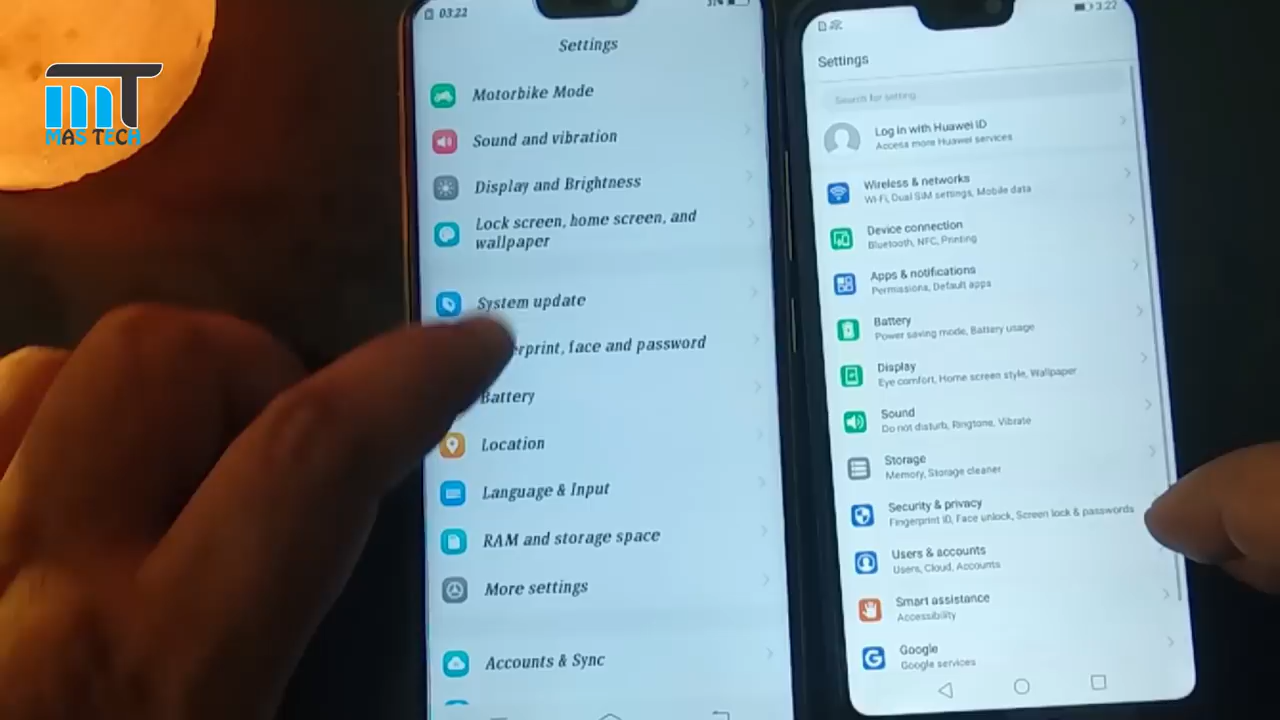 MT
MAS TECH
03:22
Settings
Motorbike Mode
Sound and vibration
Display and Brightness
Lock screen, home screen, and
wallpaper
System update
erprint, face and password
Battery
Location
Language & Input
RAM and storage space
More settings
Accounts & Sync
3:22
Settings
Search for setting
Log in with Huawei ID
Access more Huawei services
Wireless & networks
Wi-Fi, Dual SIM settings, Mobile data
Device connection
Bluetooth, NFC, Printing
Apps & notifications
Permissions, Default apps
Battery
Power saving mode, Battery usage
Display
Eye comfort, Home screen style, Wallpaper
Sound
Do not disturb, Ringtone, Vibrate
Storage
Memory, Storage cleaner
Security & privacy
Fingerprint ID, Face unlock, Screen lock & passwords
Users & accounts
Users, Cloud, Accounts
Smart assistance
Accessibility
Google
Google services